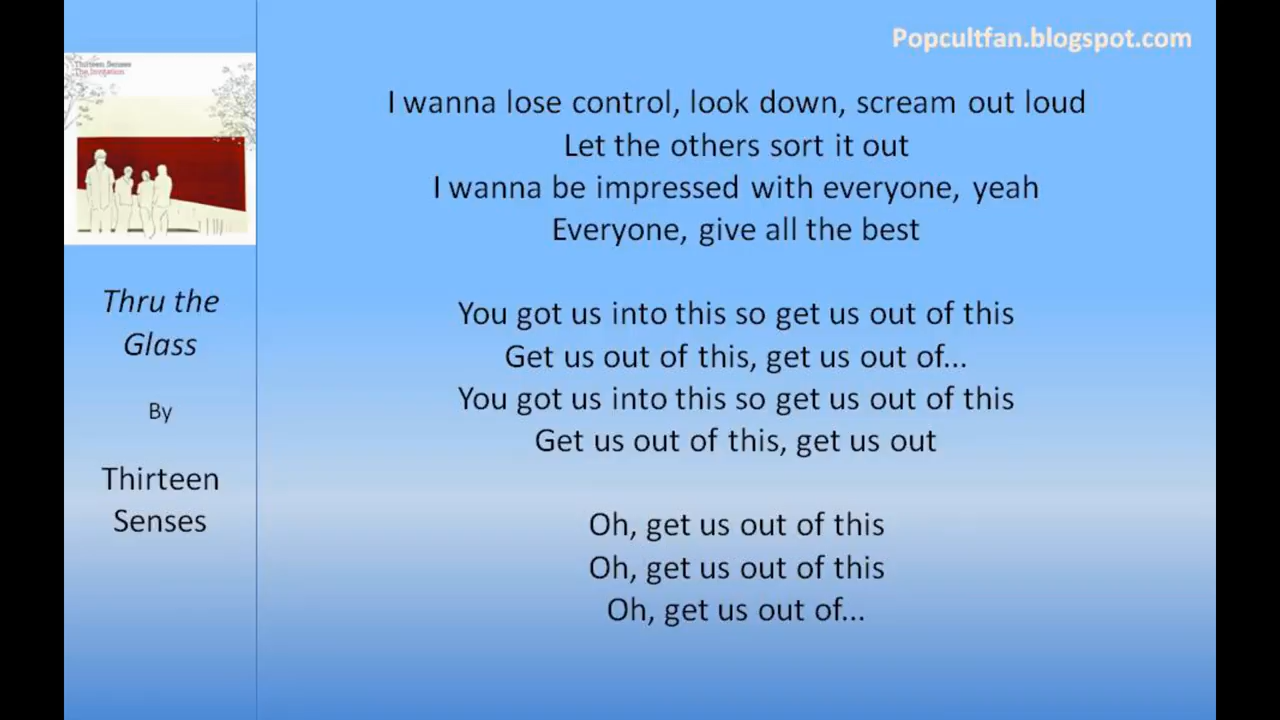 Popcultfan.blogspot.com
Thirteen Senses
The Invitation
Thru the
Glass
By
Thirteen
Senses
I wanna lose control, look down, scream out loud
Let the others sort it out
I wanna be impressed with everyone, yeah
Everyone, give all the best
You got us into this so get us out of this
Get us out of this, get us out of...
You got us into this so get us out of this
Get us out of this, get us out
Oh, get us out of this
Oh, get us out of this
Oh, get us out of...